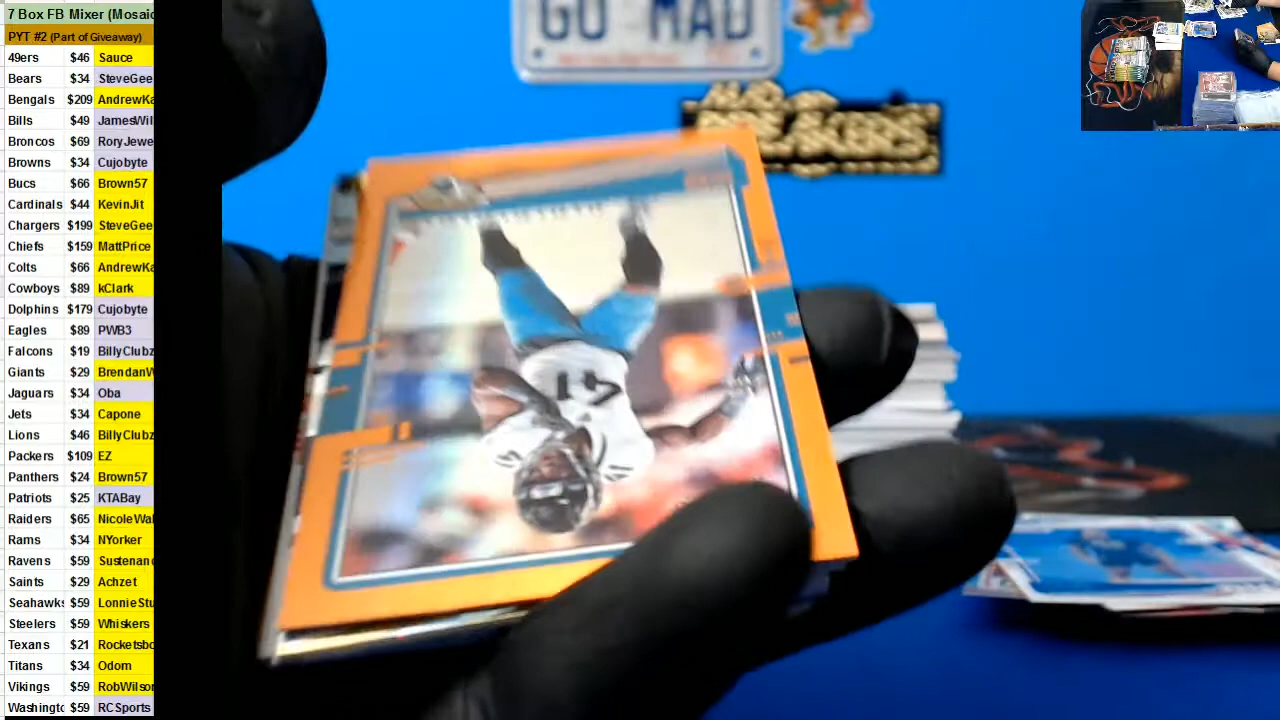 7 Box FB Mixer (Mosaic
PYT #2 (Part of Giveaway)
49ers $46 Sauce
Bears $34 SteveGee
Bengals $209 AndrewKa
Bills $49 JamesWil
Broncos $69 RoryJewe
Browns $34 Cujobyte
Bucs $66 Brown57
Cardinals $44 KevinJit
Chargers $199 SteveGee
Chiefs $159 MattPrice
Colts $66 AndrewKa
Cowboys $89 kClark
Dolphins $179 Cujobyte
Eagles $89 PWB3
Falcons $19 BillyClubz
Giants $29 BrendanW
Jaguars $34 Oba
Jets $34 Capone
Lions $46 BillyClubz
Packers $109 EZ
Panthers $24 Brown57
Patriots $25 KTABay
Raiders $65 NicoleWal
Rams $34 NYorker
Ravens $59 Sustenanc
Saints $29 Achzet
Seahawks $59 LonnieStu
Steelers $59 Whiskers
Texans $21 Rocketsbo
Titans $34 Odom
Vikings $59 RobWilson
Washingto $59 RCSports
GO MAD
BREAKERS
41